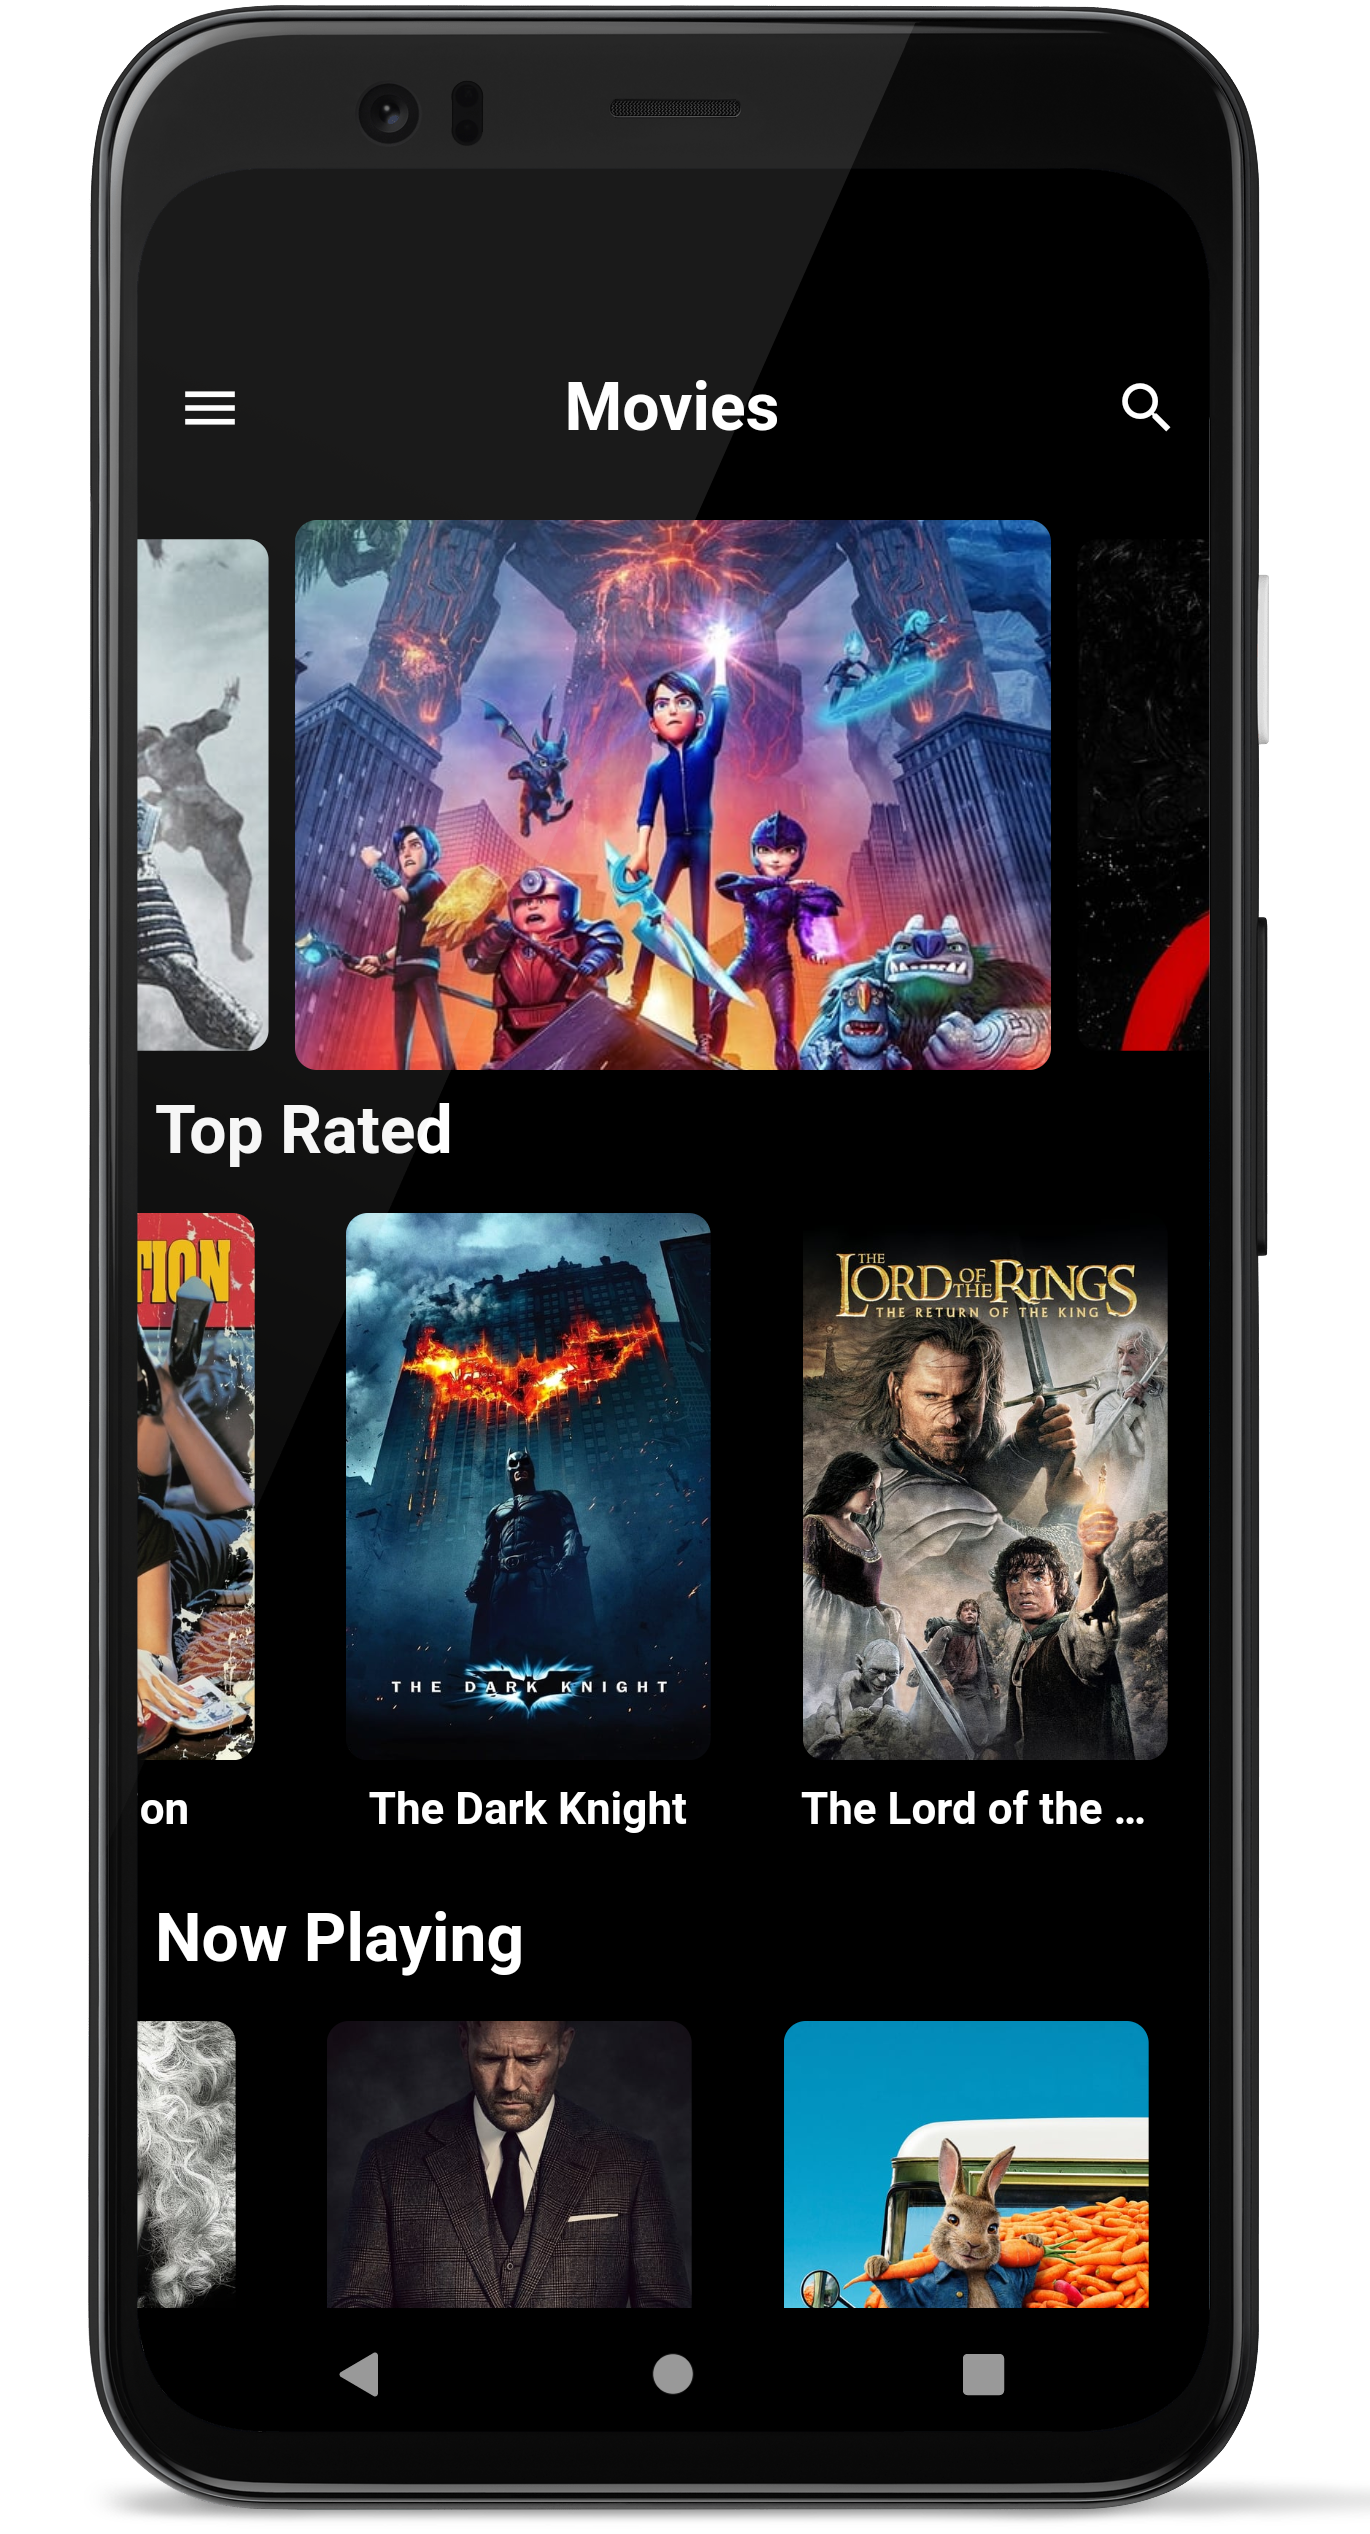 Movies
Top Rated
TION
THE
LORD OF THE RINGS
THE RETURN OF THE KING
THE DARK KNIGHT
on
The Dark Knight
The Lord of the ...
Now Playing